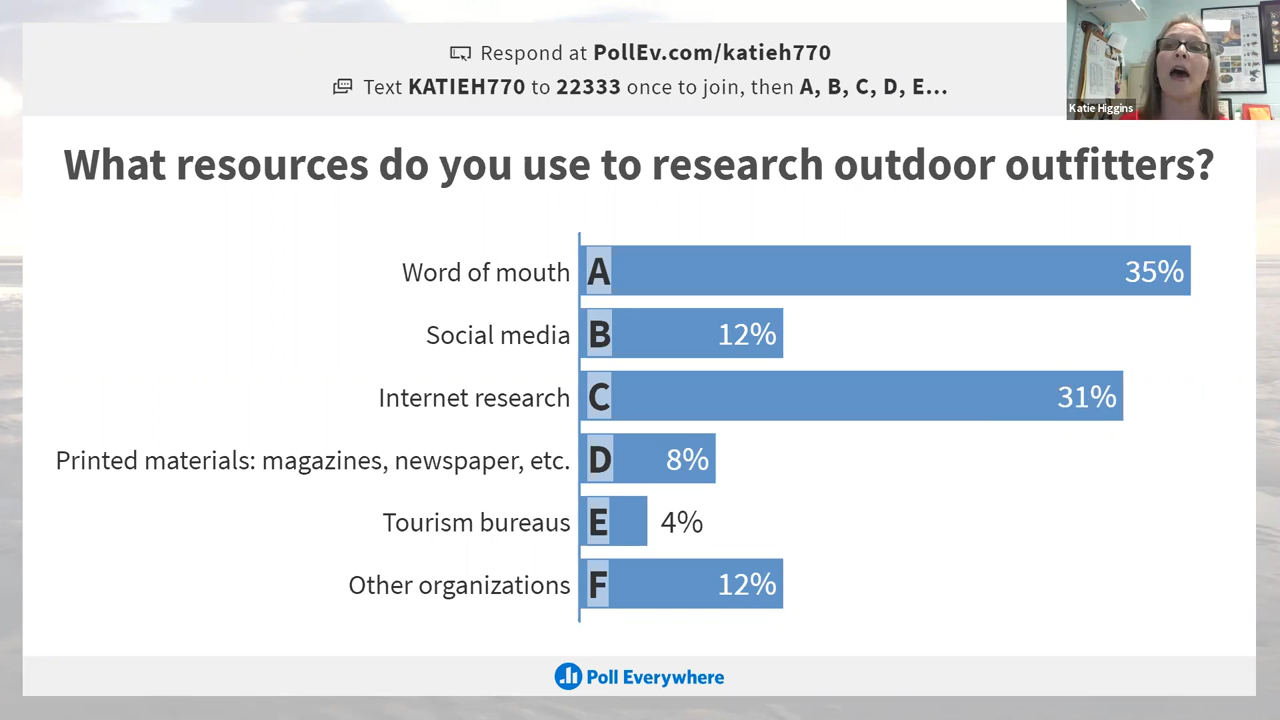 Respond at PollEv.com/katieh770
Text KATIEH770 to 22333 once to join, then A, B, C, D, E...
Katie Higgins
What resources do you use to research outdoor outfitters?
Word of mouth A 35%
Social media B 12%
Internet research C 31%
Printed materials: magazines, newspaper, etc. D 8%
Tourism bureaus E 4%
Other organizations F 12%
Poll Everywhere